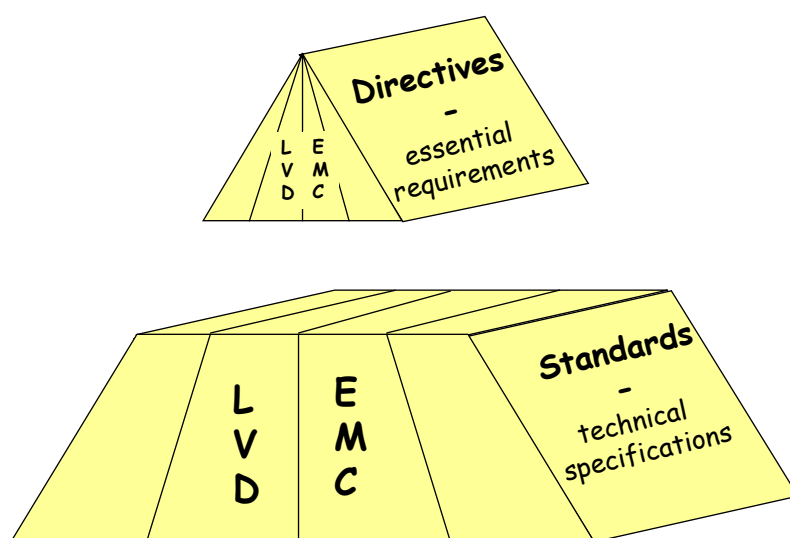 Directives
-
essential
requirements
L E
V M
D C
Standards
-
technical
specifications
L
V
D
E
M
C